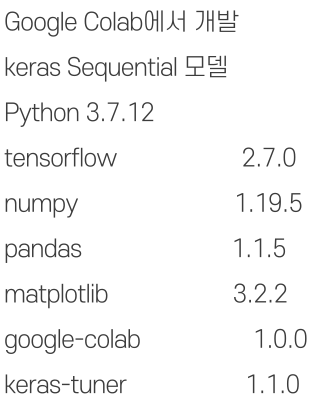 Google Colab에서 개발
keras Sequential 모델
Python 3.7.12
tensorflow 2.7.0
numpy 1.19.5
pandas 1.1.5
matplotlib 3.2.2
google-colab 1.0.0
keras-tuner 1.1.0